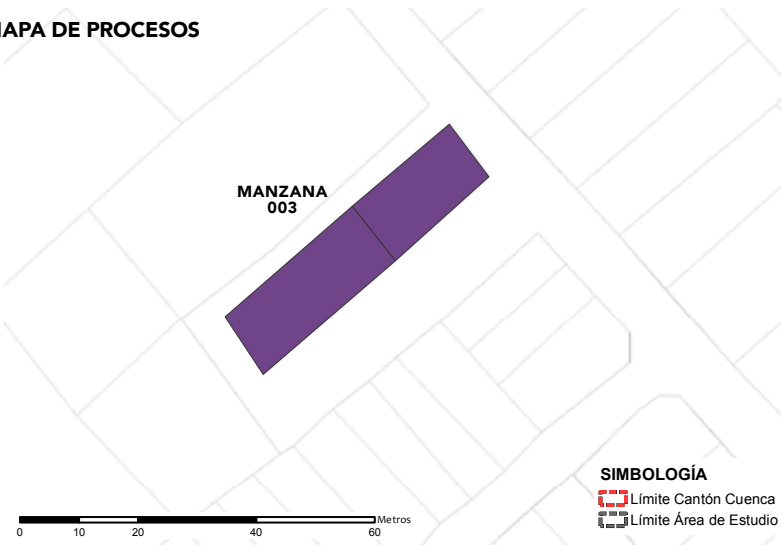 MAPA DE PROCESOS
MANZANA
003
SIMBOLOGÍA
Límite Cantón Cuenca
Límite Área de Estudio
Metros
0 10 20 40 60